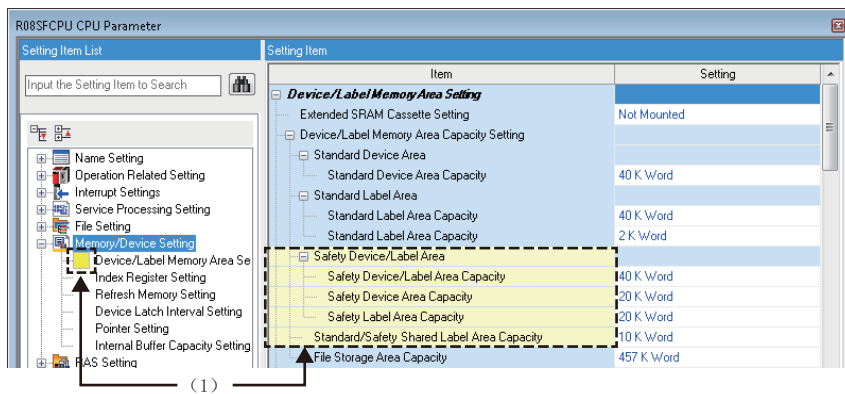 R08SFCPU CPU Parameter
Setting Item List
Input the Setting Item to Search
Name Setting
Operation Related Setting
Interrupt Settings
Service Processing Setting
File Setting
Memory/Device Setting
Device/Label Memory Area Se
Index Register Setting
Refresh Memory Setting
Device Latch Interval Setting
Pointer Setting
Internal Buffer Capacity Setting
RAS Setting
Setting Item
Item Setting
Device/Label Memory Area Setting
Extended SRAM Cassette Setting Not Mounted
Device/Label Memory Area Capacity Setting
Standard Device Area
Standard Device Area Capacity 40 K Word
Standard Label Area
Standard Label Area Capacity 40 K Word
Standard Label Area Capacity 2 K Word
Safety Device/Label Area
Safety Device/Label Area Capacity 40 K Word
Safety Device Area Capacity 20 K Word
Safety Label Area Capacity 20 K Word
Standard/Safety Shared Label Area Capacity 10 K Word
File Storage Area Capacity 457 K Word
(1)